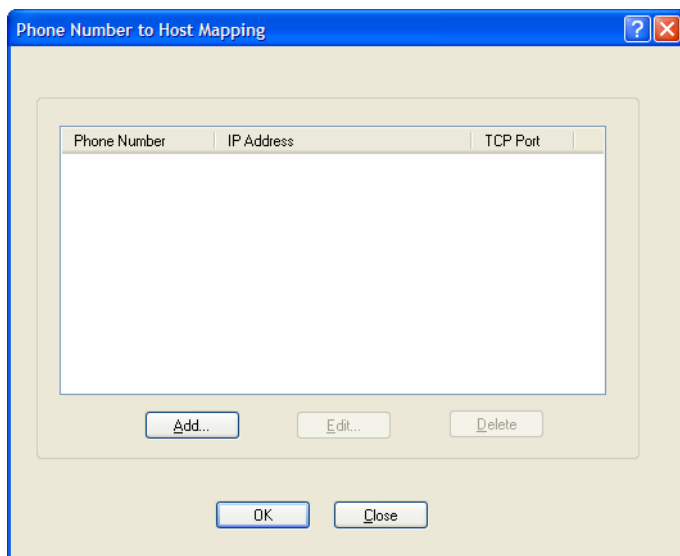 Phone Number to Host Mapping
Phone Number IP Address TCP Port
Add... Edit... Delete
OK Close